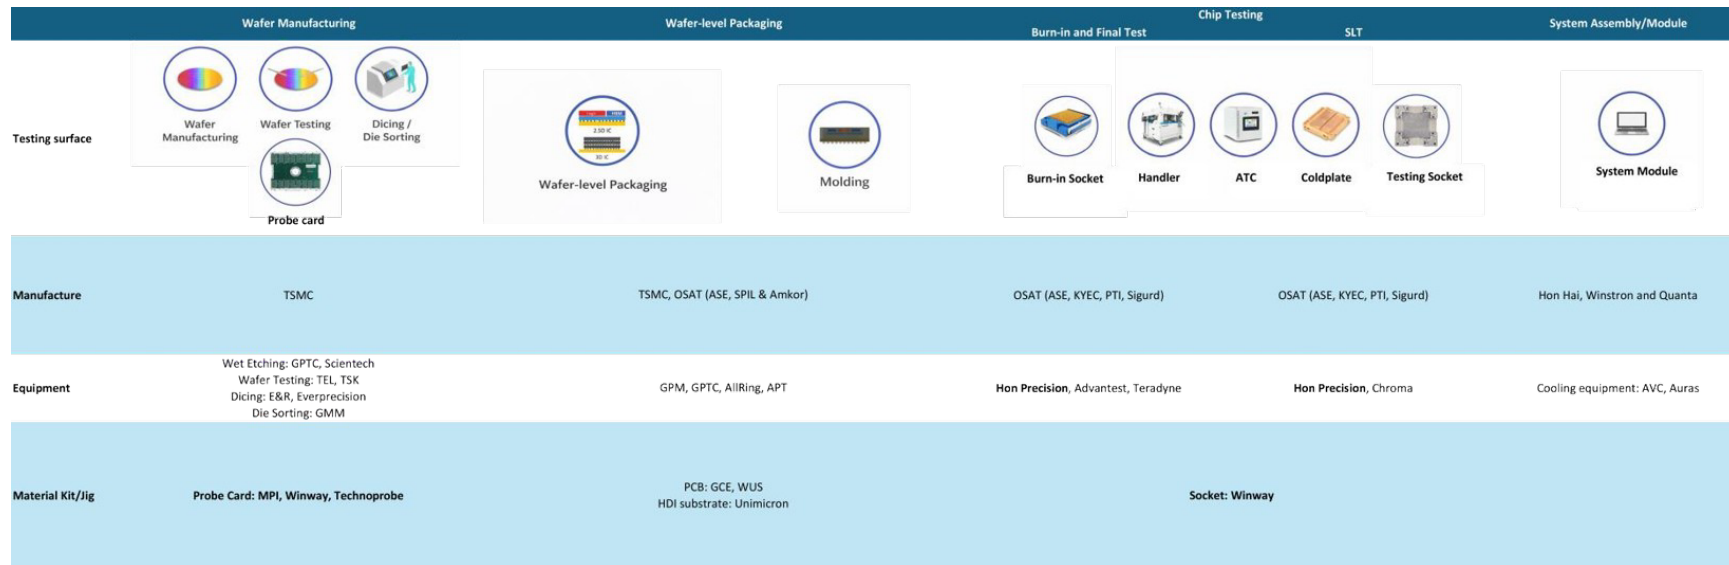 Wafer Manufacturing
Wafer-level Packaging
Chip Testing
Burn-in and Final Test
SLT
System Assembly/Module
Testing surface
Wafer
Manufacturing
Wafer Testing
Dicing /
Die Sorting
Probe card
2.5D IC
3D IC
Wafer-level Packaging
Molding
Burn-in Socket
Handler
ATC
Coldplate
Testing Socket
System Module
Manufacture
TSMC
TSMC, OSAT (ASE, SPIL & Amkor)
OSAT (ASE, KYEC, PTI, Sigurd)
OSAT (ASE, KYEC, PTI, Sigurd)
Hon Hai, Winstron and Quanta
Equipment
Wet Etching: GPTC, Scientech
Wafer Testing: TEL, TSK
Dicing: E&R, Everprecision
Die Sorting: GMM
GPM, GPTC, AllRing, APT
Hon Precision, Advantest, Teradyne
Hon Precision, Chroma
Cooling equipment: AVC, Auras
Material Kit/Jig
Probe Card: MPI, Winway, Technoprobe
PCB: GCE, WUS
HDI substrate: Unimicron
Socket: Winway